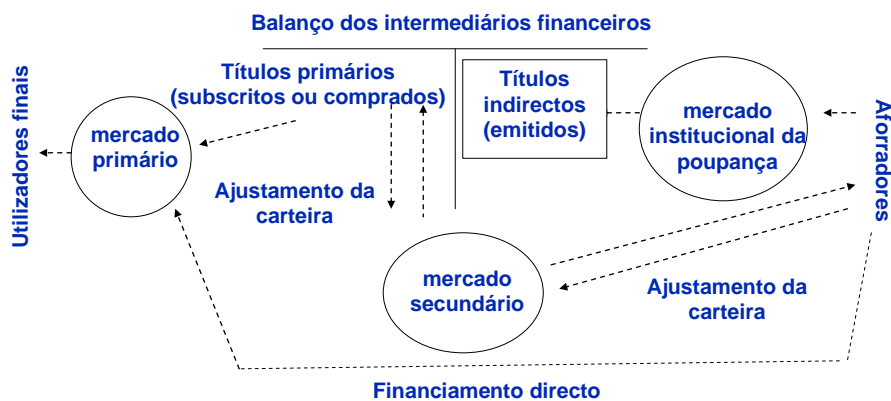 Balanço dos intermediários financeiros
Títulos primários
(subscritos ou comprados)
Títulos
indirectos
(emitidos)
mercado
institucional da
poupança
mercado
primário
Utilizadores finais
Aforradores
Ajustamento da
carteira
mercado
secundário
Ajustamento da
carteira
Financiamento directo